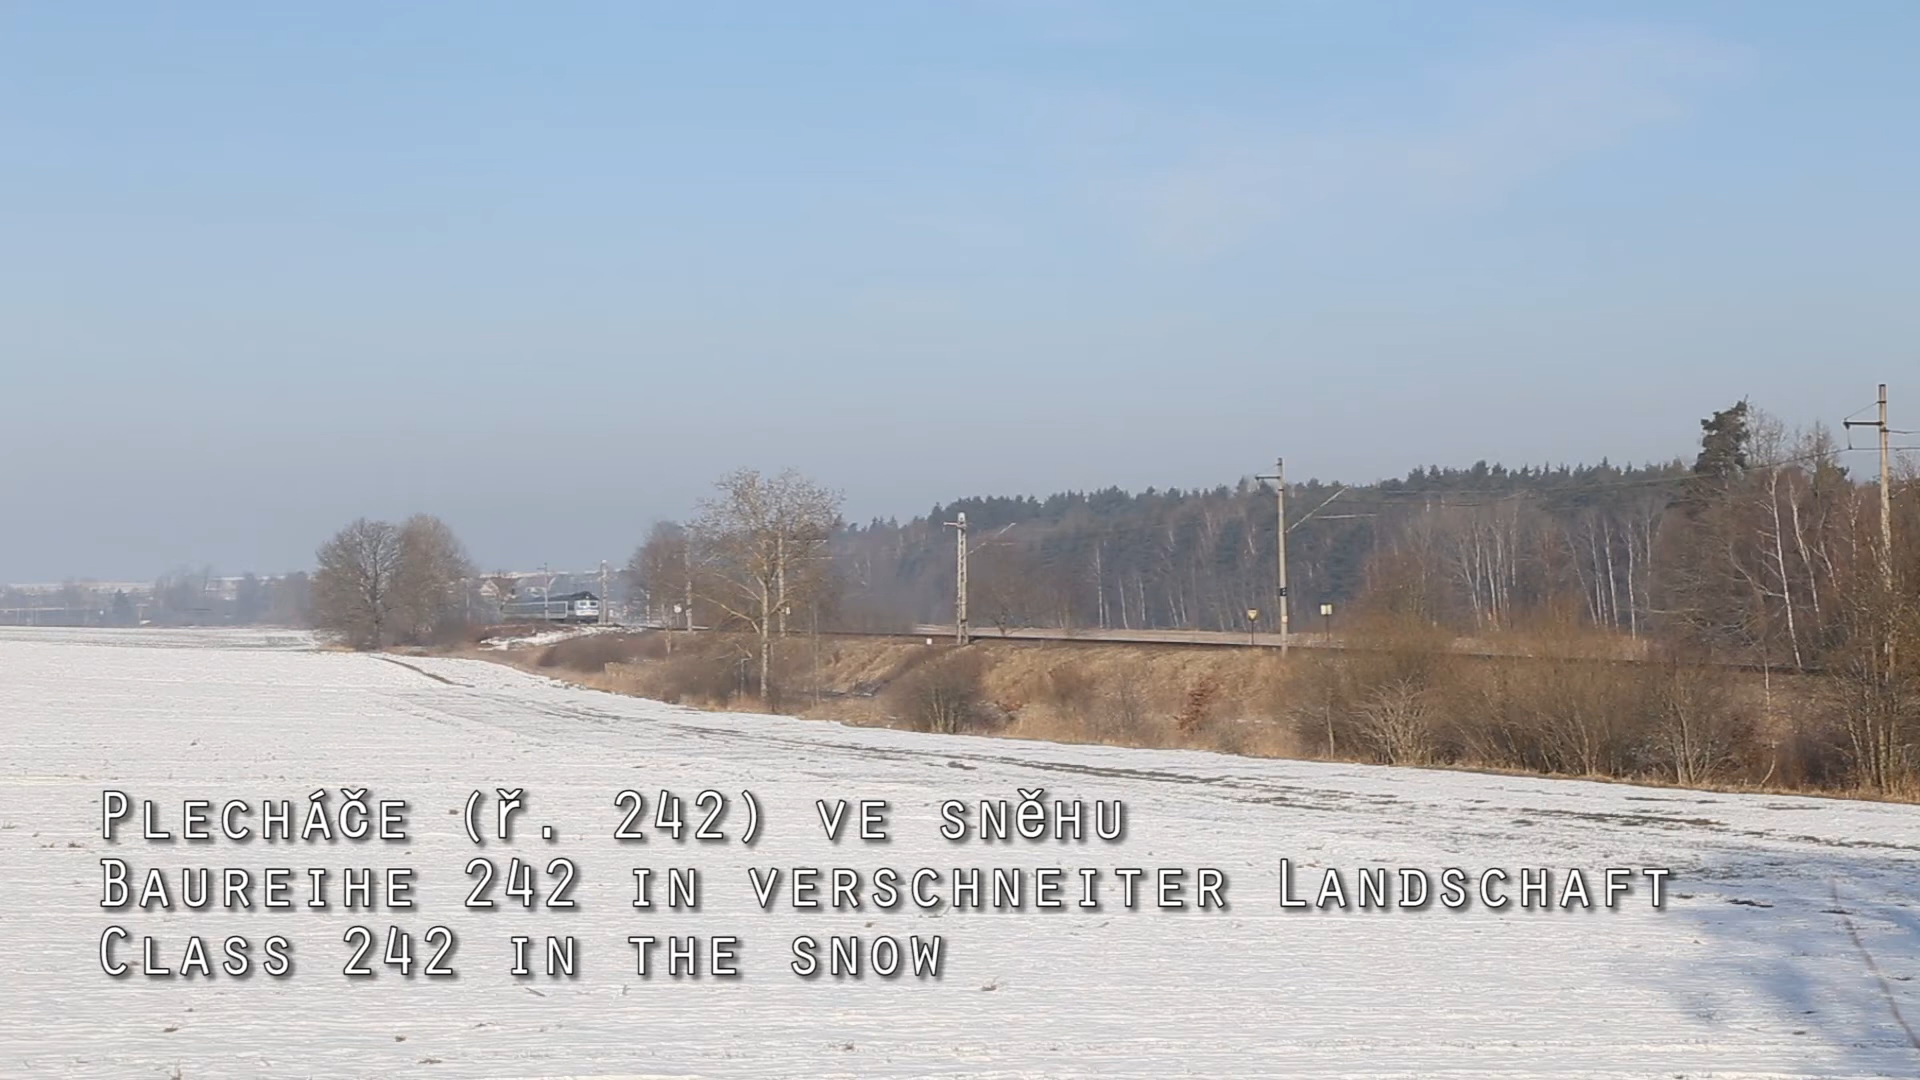 Plecháče (ř. 242) ve sněhu
Baureihe 242 in verschneiter Landschaft
Class 242 in the snow